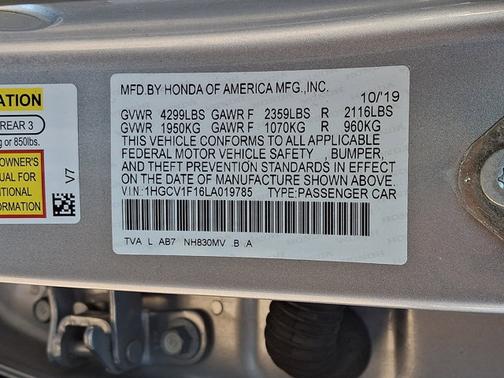 ATION
REAR 3
g or 850lbs.
OWNER'S
UAL FOR
ITIONAL
ORMATION
V7
MFD.BY HONDA OF AMERICA MFG.,INC.
10/'19
GVWR 4299LBS GAWR F 2359LBS R 2116LBS
GVWR 1950KG GAWR F 1070KG R 960KG
THIS VEHICLE CONFORMS TO ALL APPLICABLE
FEDERAL MOTOR VEHICLE SAFETY , BUMPER,
AND THEFT PREVENTION STANDARDS IN EFFECT
ON THE DATE OF MANUFACTURE SHOWN ABOVE.
VIN:1HGCV1F16LA019785 TYPE:PASSENGER CAR
TVA L AB7 NH830MV .B .A